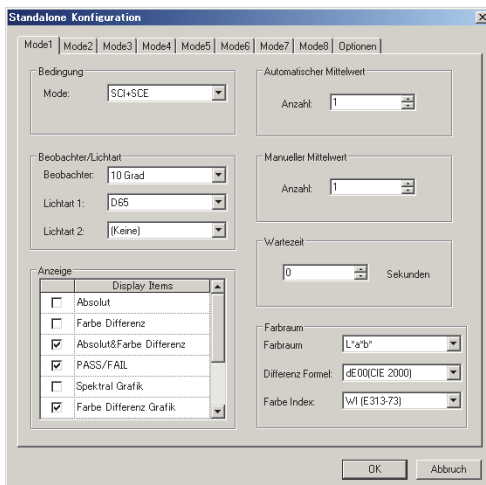 Standalone Konfiguration
Mode1 Mode2 Mode3 Mode4 Mode5 Mode6 Mode7 Mode8 Optionen
Bedingung
Mode: SCI+SCE
Beobachter/Lichtart
Beobachter: 10 Grad
Lichtart 1: D65
Lichtart 2: (Keine)
Anzeige
Display Items
Absolut
Farbe Differenz
Absolut&Farbe Differenz
PASS/FAIL
Spektral Grafik
Farbe Differenz Grafik
Automatischer Mittelwert
Anzahl: 1
Manueller Mittelwert
Anzahl: 1
Wartezeit
0 Sekunden
Farbraum
Farbraum L*a*b*
Differenz Formel: dE00(CIE 2000)
Farbe Index: WI (E313-73)
OK Abbruch